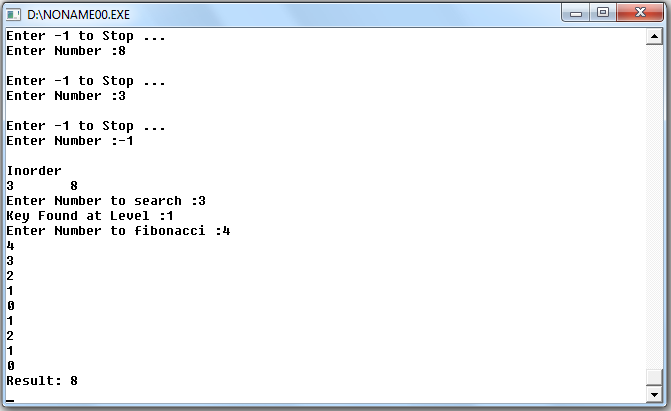 D:\NONAME00.EXE
Enter -1 to Stop ...
Enter Number :8
Enter -1 to Stop ...
Enter Number :3
Enter -1 to Stop ...
Enter Number :-1
Inorder
3 8
Enter Number to search :3
Key Found at Level :1
Enter Number to fibonacci :4
4
3
2
1
0
1
2
1
0
Result: 8
_